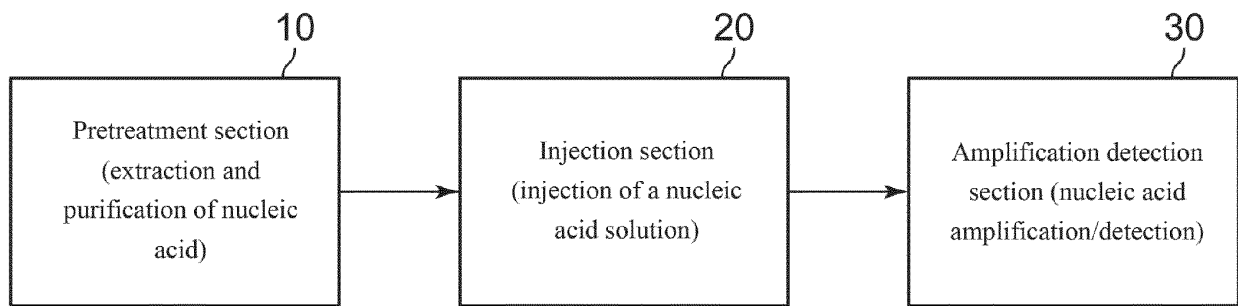 10
20
30
Pretreatment section
(extraction and
purification of nucleic
acid)
Injection section
(injection of a nucleic
acid solution)
Amplification detection
section (nucleic acid
amplification/detection)